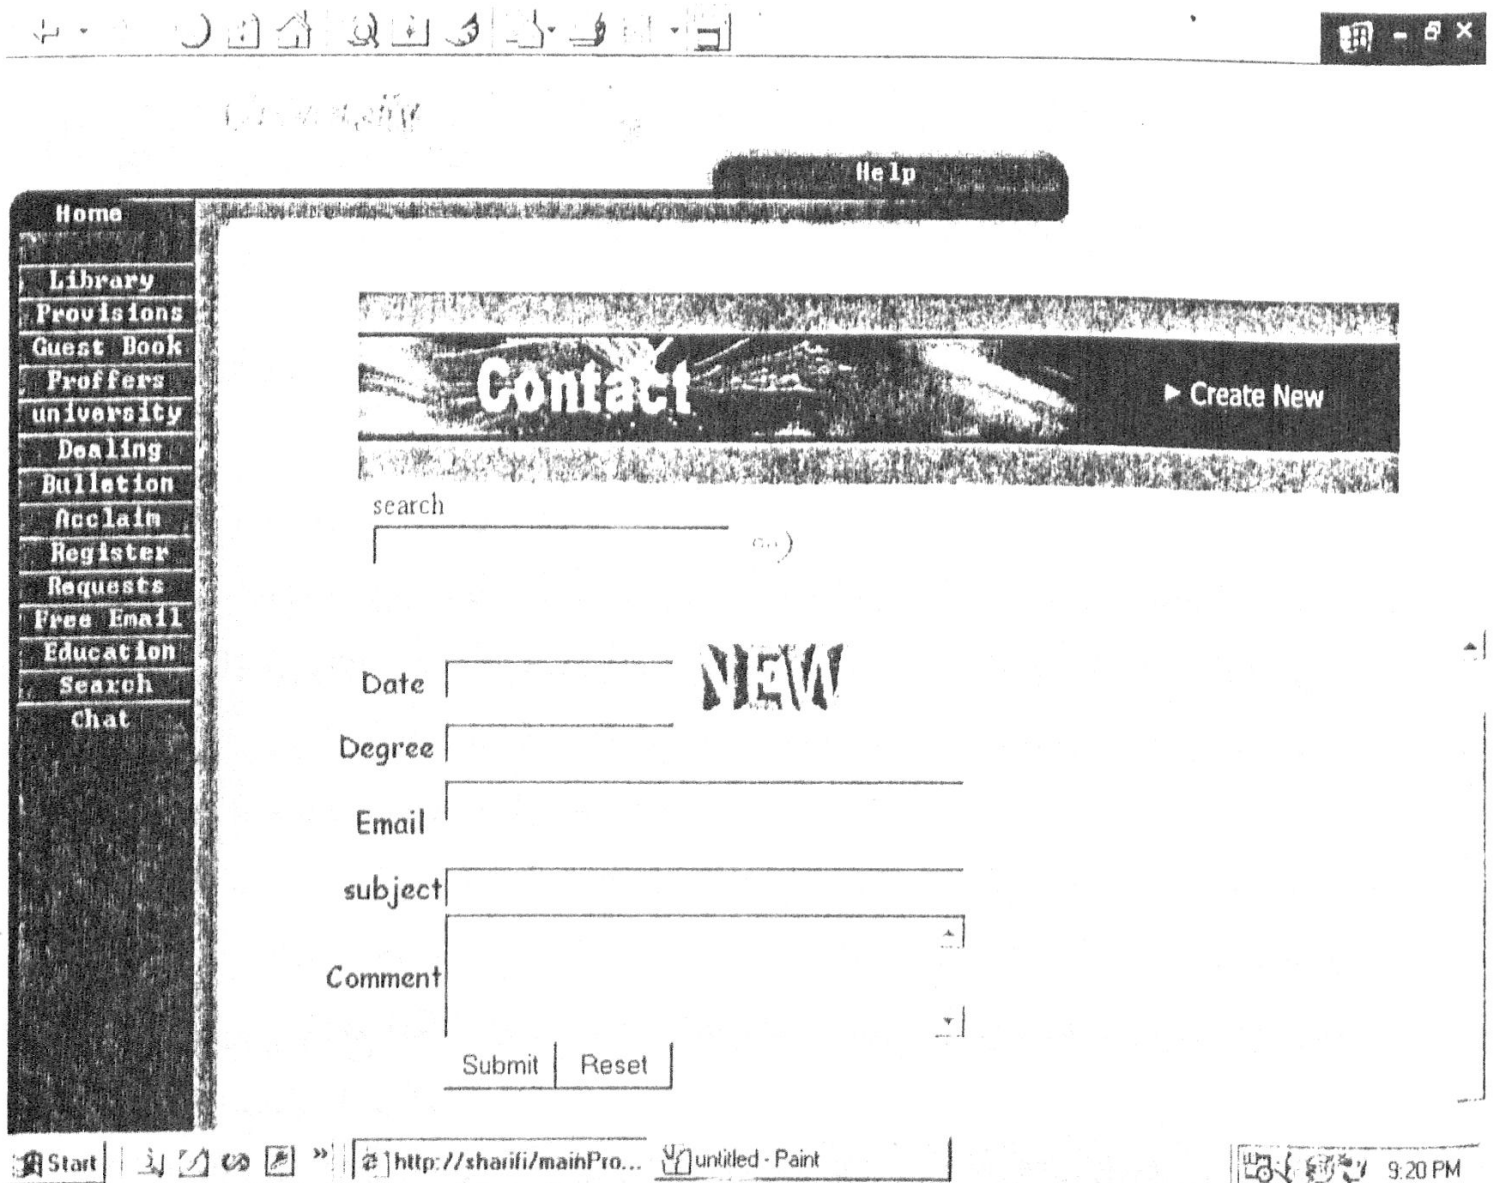 Help
Home
Library
Provisions
Guest Book
Proffers
university
Dealing
Bulletion
Acclaim
Register
Requests
Free Email
Education
Search
Chat
Contact
Create New
search
Date
NEW
Degree
Email
subject
Comment
Submit
Reset
Start
http://sharifi/mainPro...
untitled - Paint
9:20 PM